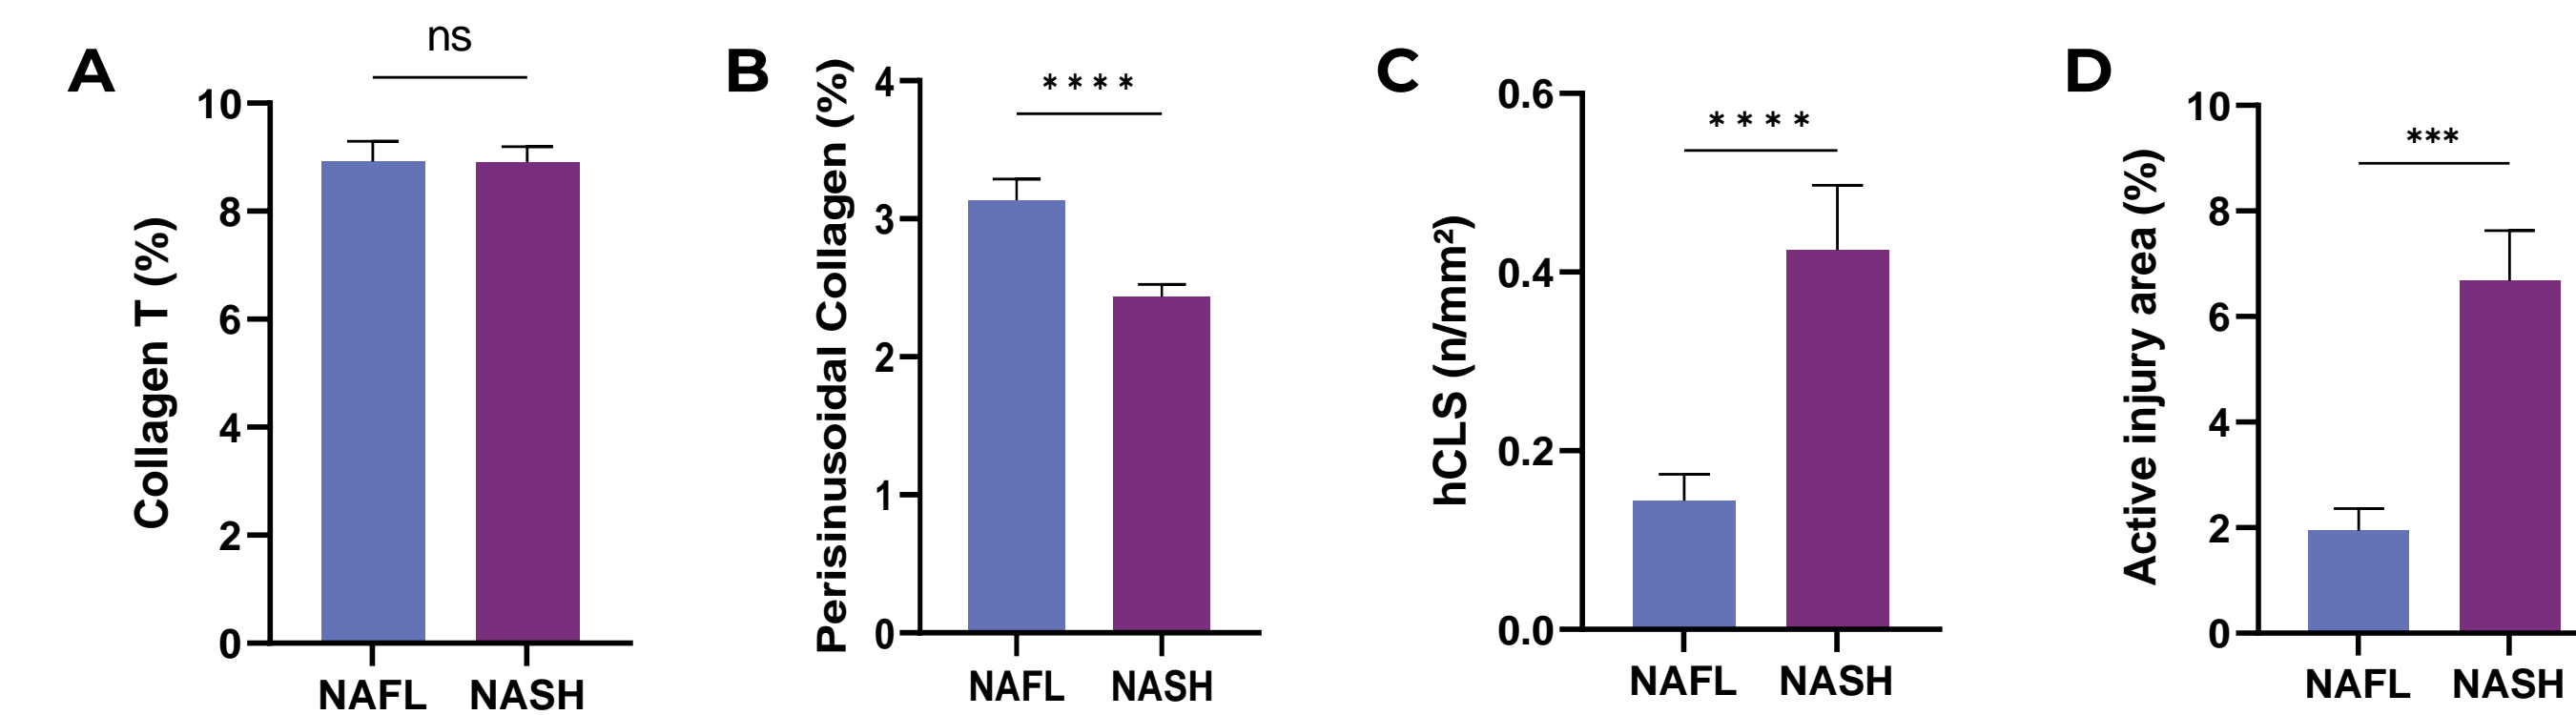 A
ns
Collagen T (%)
10
8
6
4
2
0
NAFL NASH
B
****
Perisinusoidal Collagen (%)
4
3
2
1
0
NAFL NASH
C
****
hCLS (n/mm²)
0.6
0.4
0.2
0.0
NAFL NASH
D
***
Active injury area (%)
10
8
6
4
2
0
NAFL NASH